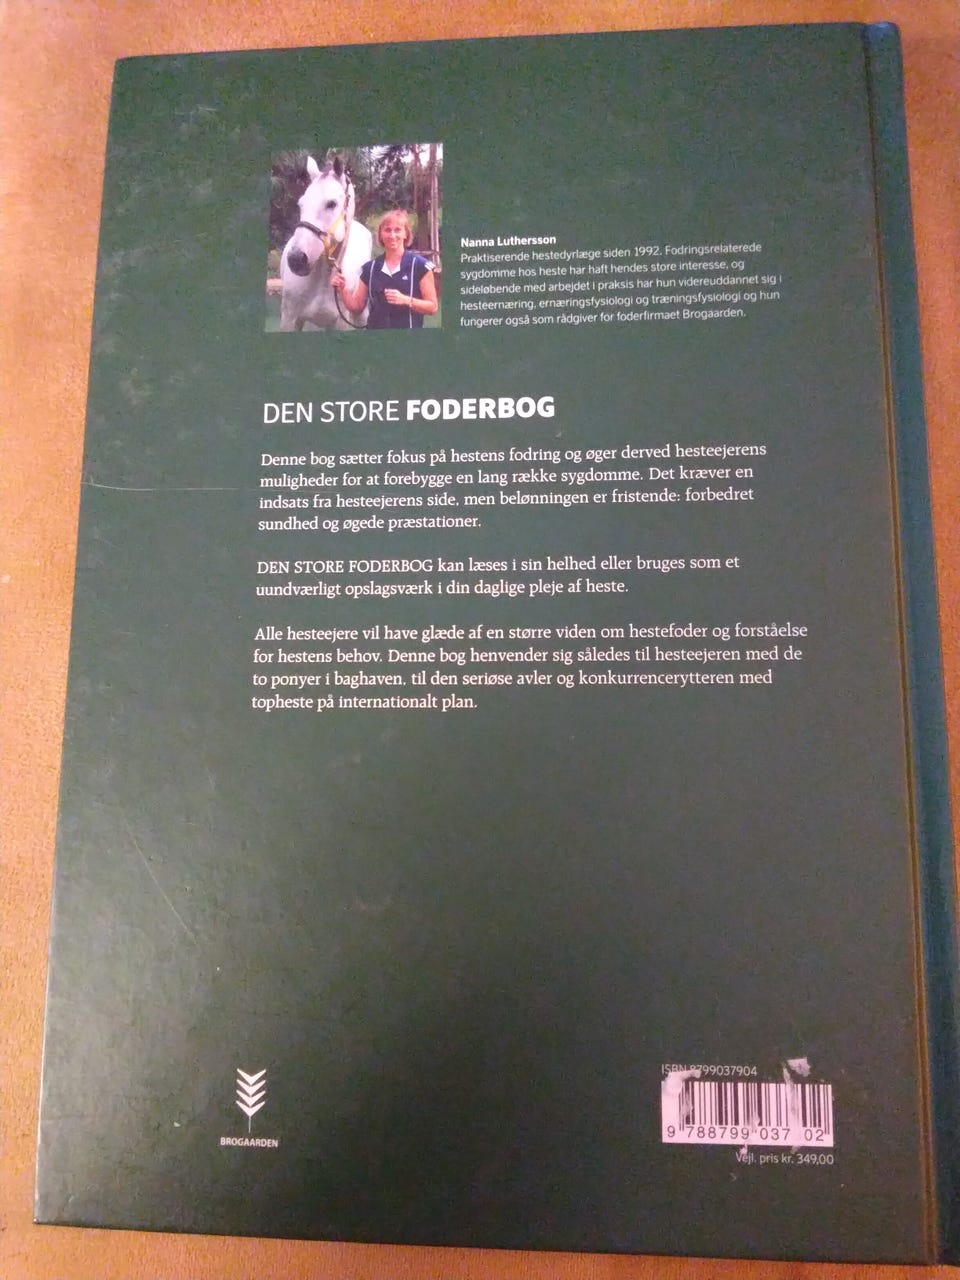 Nanna Luthersson
Praktiserende hestedyrlæge siden 1992. Fodringsrelaterede
sygdomme hos heste har haft hendes store interesse, og
sideløbende med arbejdet i praksis har hun videreuddannet sig i
hesteernæring, ernæringsfysiologi og træningsfysiologi og hun
fungerer også som rådgiver for foderfirmaet Brogaarden.
DEN STORE FODERBOG
Denne bog sætter fokus på hestens fodring og øger derved hesteejerens
muligheder for at forebygge en lang række sygdomme. Det kræver en
indsats fra hesteejerens side, men belønningen er fristende: forbedret
sundhed og øgede præstationer.
DEN STORE FODERBOG kan læses i sin helhed eller bruges som et
uundværligt opslagsværk i din daglige pleje af heste.
Alle hesteejere vil have glæde af en større viden om hestefoder og forståelse
for hestens behov. Denne bog henvender sig således til hesteejeren med de
to ponyer i baghaven, til den seriøse avler og konkurrencerytteren med
topheste på internationalt plan.
BROGAARDEN
ISBN 8799037904
9 788799 037 02
Vejl. pris kr. 349,00